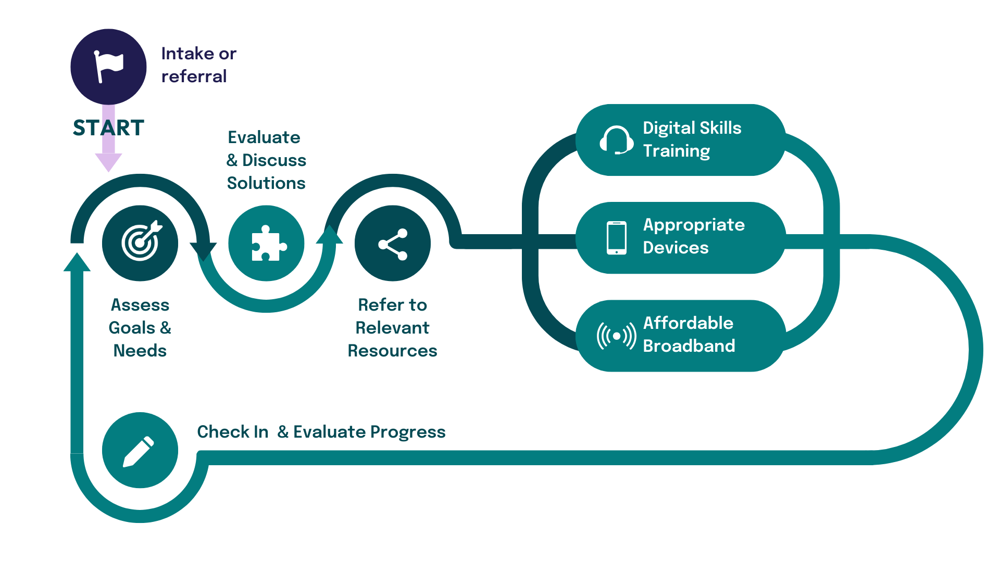 Intake or
referral
START
Evaluate
& Discuss
Solutions
Assess
Goals &
Needs
Refer to
Relevant
Resources
Digital Skills
Training
Appropriate
Devices
Affordable
Broadband
Check In  & Evaluate Progress